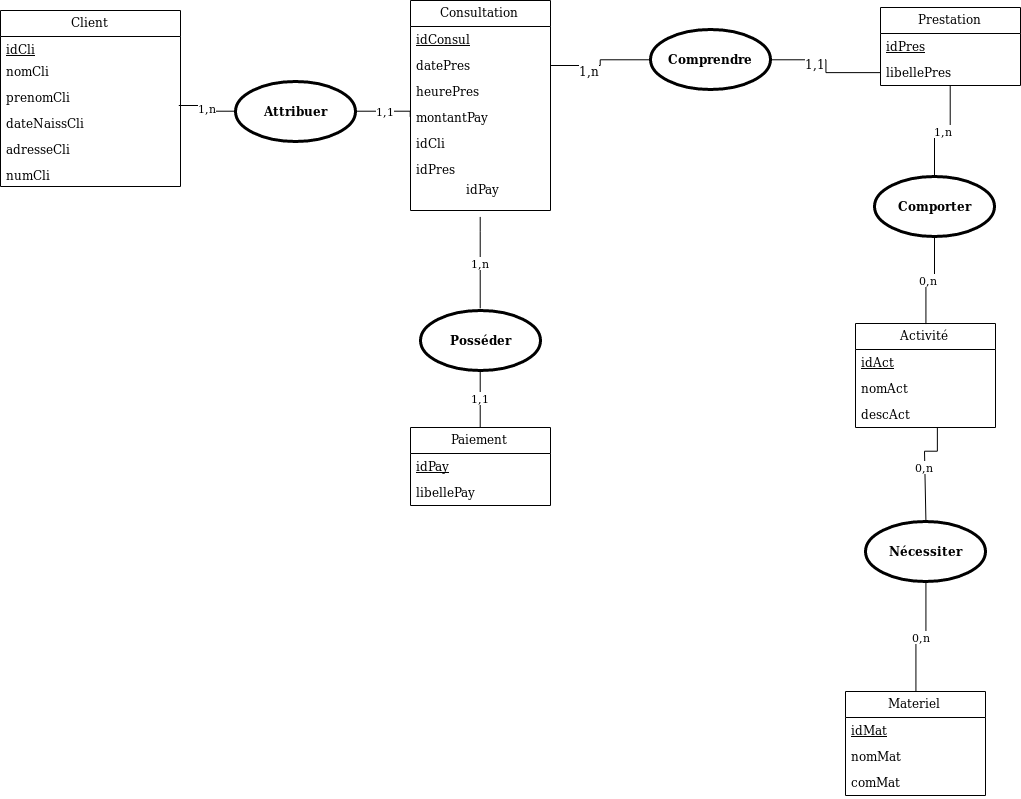 Client
idCli
nomCli
prenomCli
dateNaissCli
adresseCli
numCli
1,n
Attribuer
1,1
Consultation
idConsul
datePres
heurePres
montantPay
idCli
idPres
idPay
1,n
Comprendre
1,1
Prestation
idPres
libellePres
1,n
Comporter
0,n
1,n
Posséder
1,1
Paiement
idPay
libellePay
Activité
idAct
nomAct
descAct
0,n
Nécessiter
0,n
Materiel
idMat
nomMat
comMat